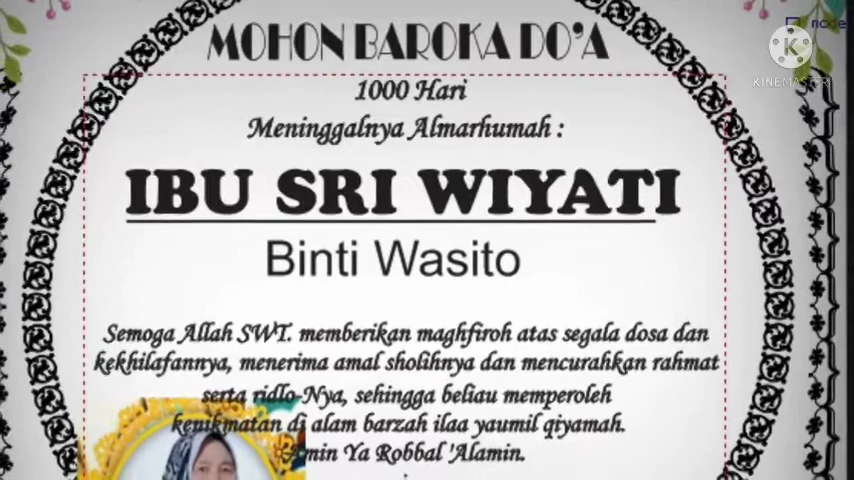 MOHON BAROKA DO'A
node
KINEMASTER
1000 Hari
Meninggalnya Almarhumah :
IBU SRI WIYATI
Binti Wasito
Semoga Allah SWT. memberikan maghfiroh atas segala dosa dan
kekhilafannya, menerima amal sholihnya dan mencurahkan rahmat
serta ridlo-Nya, sehingga beliau memperoleh
kenikmatan di alam barzah ilaa yaumil qiyamah.
Amin Ya Robbal 'Alamin.